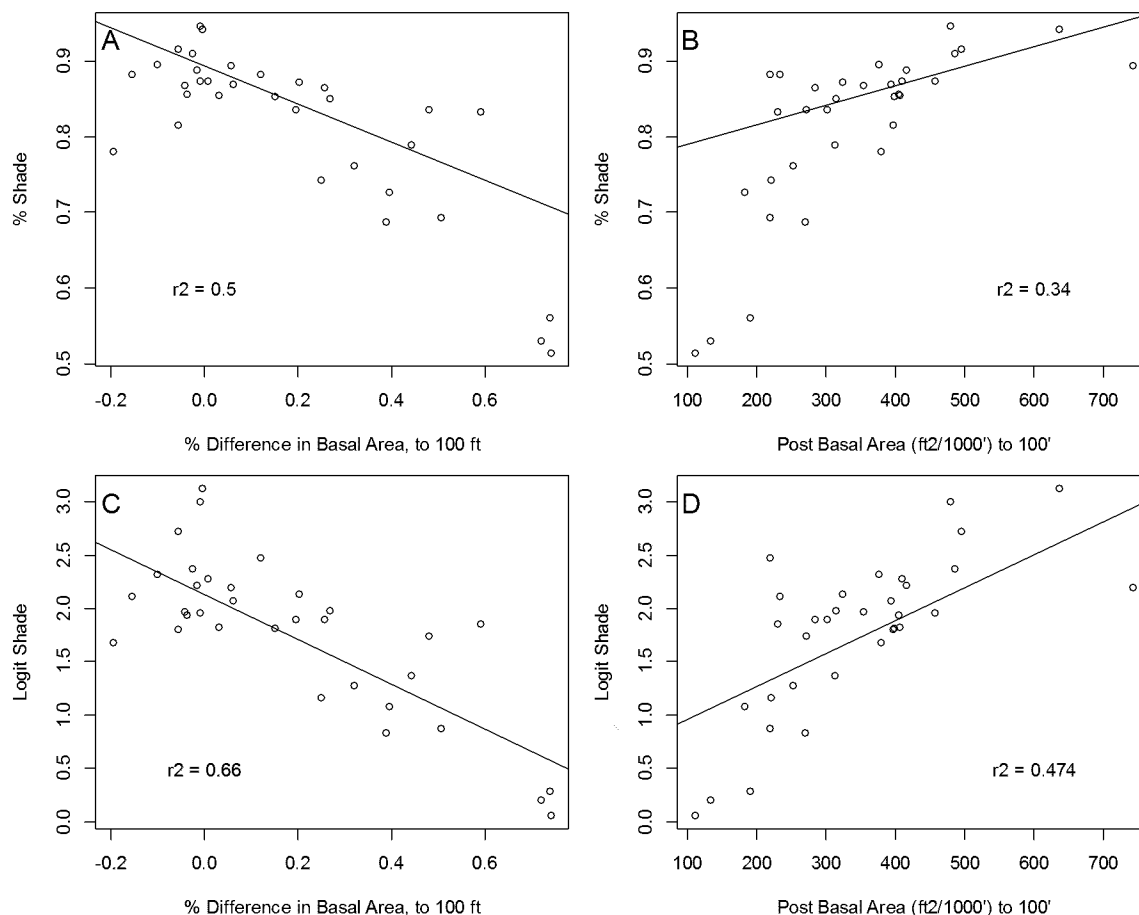 A
% Shade
0.9
0.8
0.7
0.6
0.5
r2 = 0.5
-0.2 0.0 0.2 0.4 0.6
% Difference in Basal Area, to 100 ft
B
% Shade
0.9
0.8
0.7
0.6
0.5
r2 = 0.34
100 200 300 400 500 600 700
Post Basal Area (ft2/1000') to 100'
C
Logit Shade
3.0
2.5
2.0
1.5
1.0
0.5
0.0
r2 = 0.66
-0.2 0.0 0.2 0.4 0.6
% Difference in Basal Area, to 100 ft
D
Logit Shade
3.0
2.5
2.0
1.5
1.0
0.5
0.0
r2 = 0.474
100 200 300 400 500 600 700
Post Basal Area (ft2/1000') to 100'